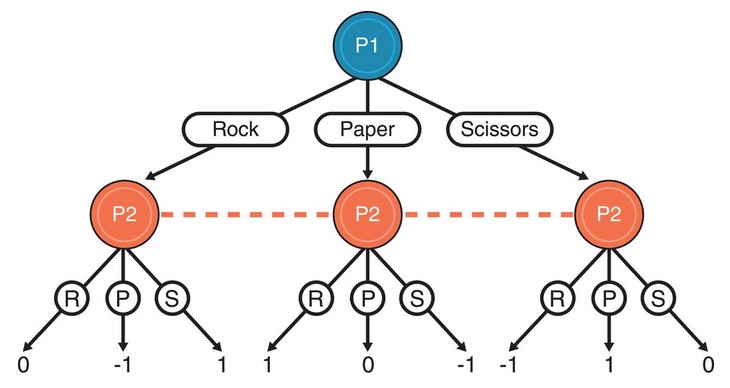 P1
Rock Paper Scissors
P2 P2 P2
R P S R P S R P S
0 -1 1 1 0 -1 -1 1 0